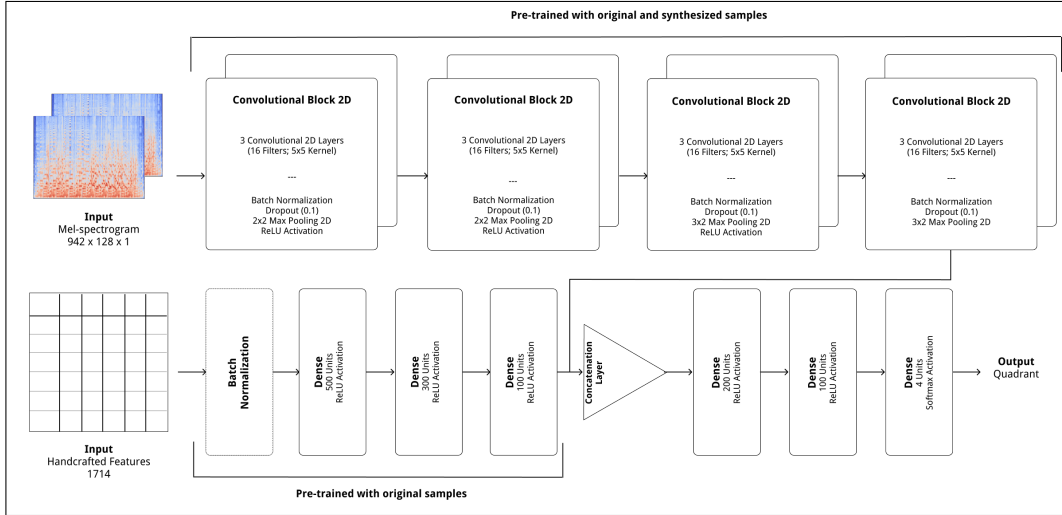 Pre-trained with original and synthesized samples
Convolutional Block 2D
3 Convolutional 2D Layers
(16 Filters; 5x5 Kernel)
---
Batch Normalization
Dropout (0.1)
2x2 Max Pooling 2D
ReLU Activation
Convolutional Block 2D
3 Convolutional 2D Layers
(16 Filters; 5x5 Kernel)
---
Batch Normalization
Dropout (0.1)
2x2 Max Pooling 2D
ReLU Activation
Convolutional Block 2D
3 Convolutional 2D Layers
(16 Filters; 5x5 Kernel)
---
Batch Normalization
Dropout (0.1)
3x2 Max Pooling 2D
ReLU Activation
Convolutional Block 2D
3 Convolutional 2D Layers
(16 Filters; 5x5 Kernel)
---
Batch Normalization
Dropout (0.1)
3x2 Max Pooling 2D
Input
Mel-spectrogram
942 x 128 x 1
Batch
Normalization
Dense
500 Units
ReLU Activation
Dense
300 Units
ReLU Activation
Dense
100 Units
ReLU Activation
Concatenation
Layer
Dense
200 Units
ReLU Activation
Dense
100 Units
ReLU Activation
Dense
4 Units
Softmax Activation
Output
Quadrant
Input
Handcrafted Features
1714
Pre-trained with original samples